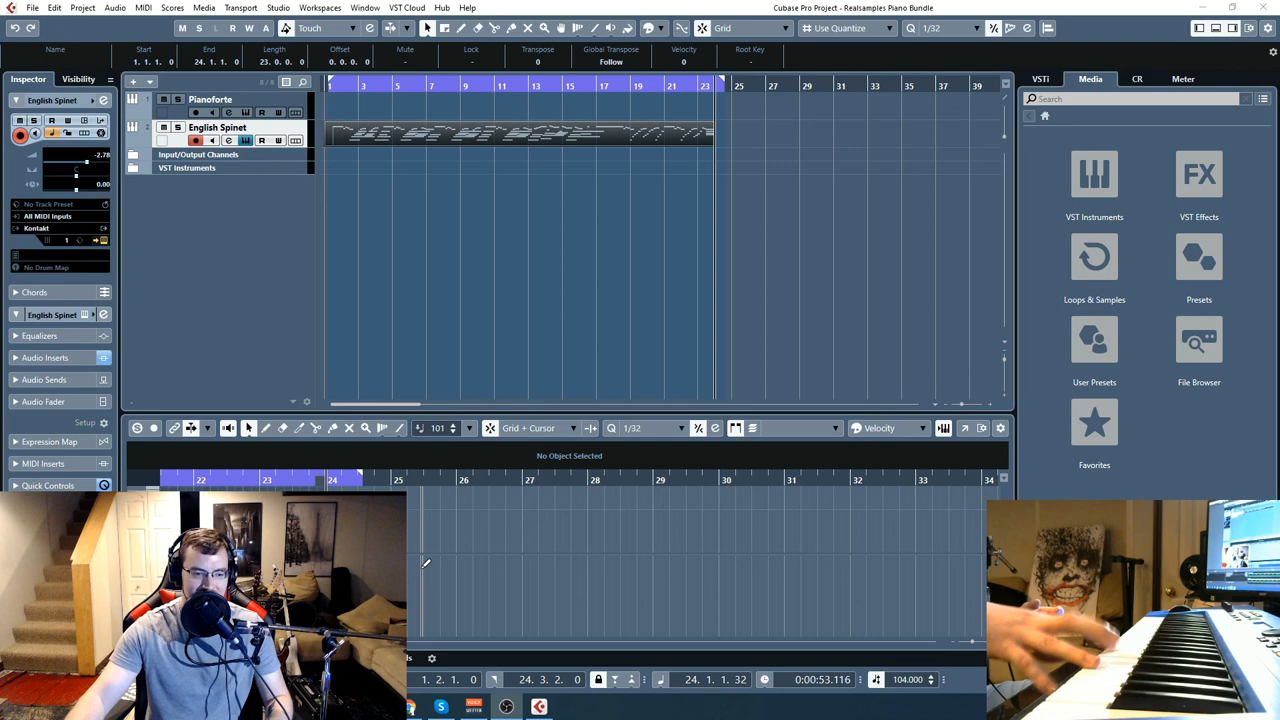 File Edit Project Audio MIDI Scores Media Transport Studio Workspaces Window VST Cloud Hub Help
Cubase Pro Project - Realsamples Piano Bundle
M S L R W A Touch Grid Use Quantize Q 1/32
Name Start End Length Offset Mute Lock Transpose Global Transpose Velocity Root Key
1. 1. 1. 0 24. 1. 1. 0 23. 0. 0. 0 0. 0. 0. 0 - - 0 Follow 0 -
Inspector Visibility
8 / 8
1 3 5 7 9 11 13 15 17 19 21 23 25 27 29 31 33 35 37 39
VSTi Media CR Meter
Search
English Spinet
1 M S Pianoforte
R W
2 M S English Spinet
R W
Input/Output Channels
VST Instruments
M S R W
-2.78
C
0.00
No Track Preset
All MIDI Inputs
Kontakt
1
No Drum Map
Chords
English Spinet
Equalizers
Audio Inserts
Audio Sends
Audio Fader
Setup
Expression Map
MIDI Inserts
Quick Controls
VST Instruments
VST Effects
Loops & Samples
Presets
User Presets
File Browser
Favorites
101 Grid + Cursor Q 1/32 Velocity
No Object Selected
22 23 24 25 26 27 28 29 30 31 32 33 34
ls
1. 2. 1. 0 24. 3. 2. 0 24. 1. 1. 32 0:00:53.116 104.000